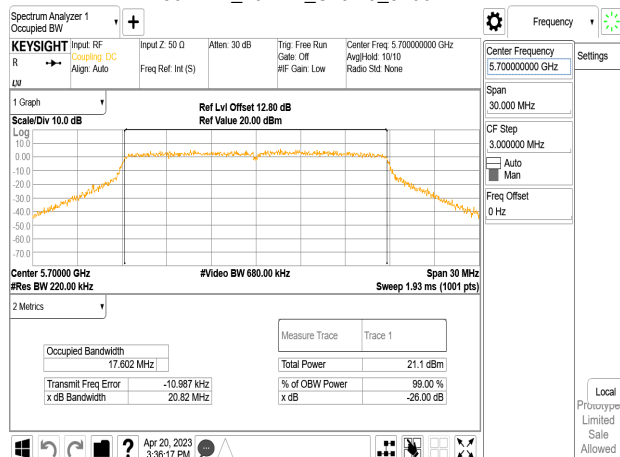 Spectrum Analyzer 1
Occupied BW
Frequency
KEYSIGHT
R
Input: RF
Coupling: DC
Align: Auto
Input Z: 50 Ω
Freq Ref: Int (S)
Atten: 30 dB
Trig: Free Run
Gate: Off
#IF Gain: Low
Center Freq: 5.700000000 GHz
Avg|Hold: 10/10
Radio Std: None
Center Frequency
5.700000000 GHz
Settings
Span
30.000 MHz
CF Step
3.000000 MHz
Auto
Man
Freq Offset
0 Hz
1 Graph
Scale/Div 10.0 dB
Ref Lvl Offset 12.80 dB
Ref Value 20.00 dBm
Log
10.0
0.00
-10.0
-20.0
-30.0
-40.0
-50.0
-60.0
-70.0
Center 5.70000 GHz
#Res BW 220.00 kHz
#Video BW 680.00 kHz
Span 30 MHz
Sweep 1.93 ms (1001 pts)
2 Metrics
Measure Trace
Trace 1
Occupied Bandwidth
17.602 MHz
Total Power
21.1 dBm
Transmit Freq Error
-10.987 kHz
% of OBW Power
99.00 %
x dB Bandwidth
20.82 MHz
x dB
-26.00 dB
Local
Prototype
Limited
Sale
Allowed
?
Apr 20, 2023
3:36:17 PM